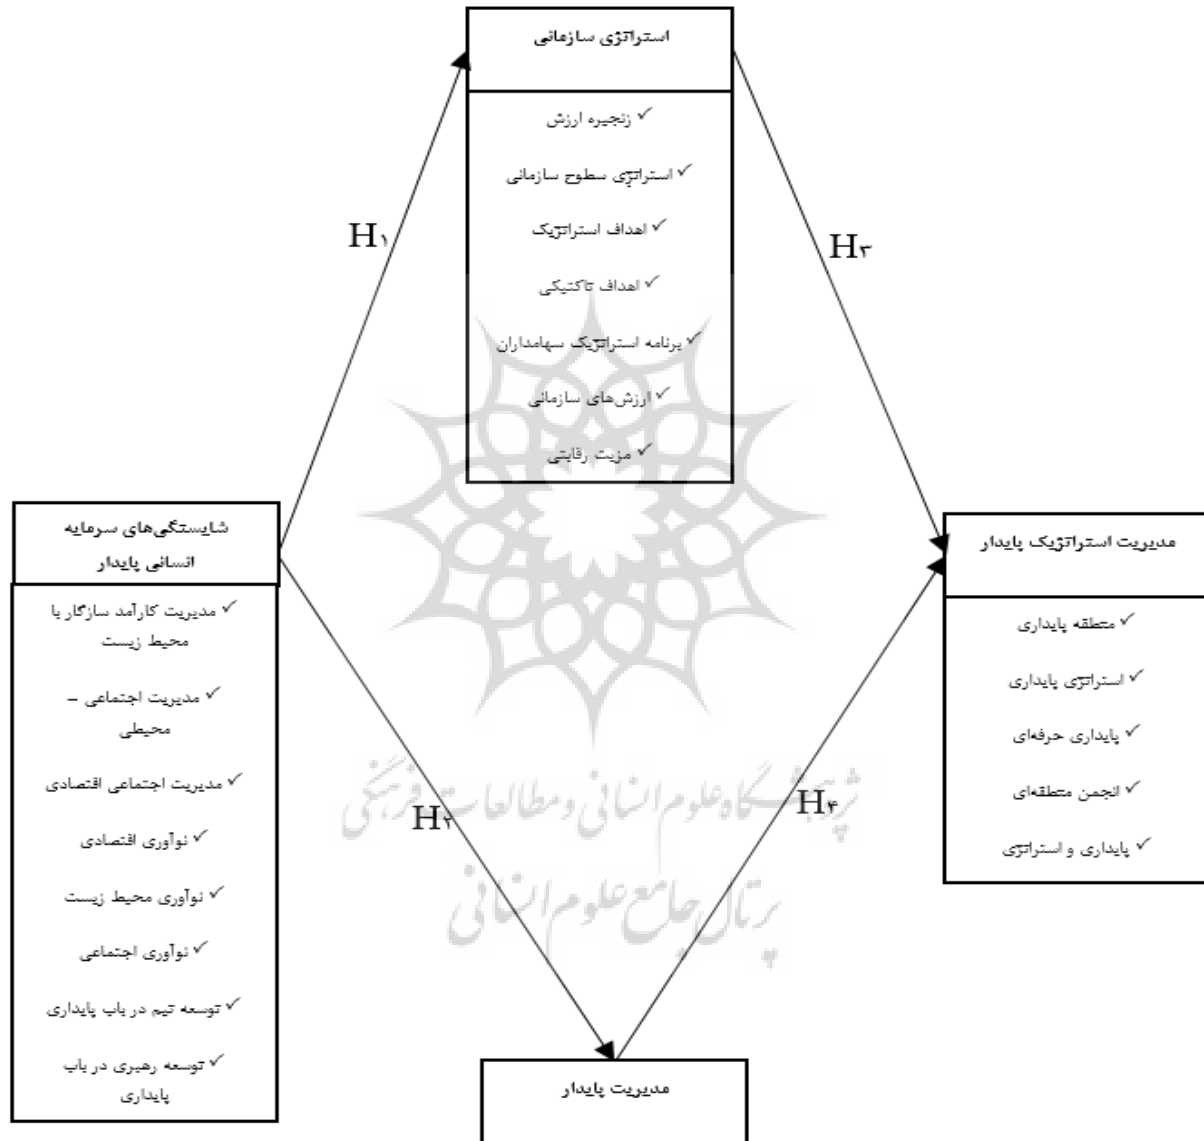 استراتژی سازمانی
✓ زنجیره ارزش
✓ استراتژی سطوح سازمانی
✓ اهداف استراتژیک
✓ اهداف تاکتیکی
✓ برنامه استراتژیک سهامداران
✓ ارزش‌های سازمانی
✓ مزیت رقابتی
H۱
H۳
شایستگی‌های سرمایه
انسانی پایدار
✓ مدیریت کارآمد سازگار با
محیط زیست
✓ مدیریت اجتماعی –
محیطی
✓ مدیریت اجتماعی اقتصادی
✓ نوآوری اقتصادی
✓ نوآوری محیط زیست
✓ نوآوری اجتماعی
✓ توسعه تیم در باب پایداری
✓ توسعه رهبری در باب
پایداری
مدیریت استراتژیک پایدار
✓ منطقه پایداری
✓ استراتژی پایداری
✓ پایداری حرفه‌ای
✓ انجمن منطقه‌ای
✓ پایداری و استراتژی
H۲
H۴
پژوهشگاه علوم انسانی و مطالعات فرهنگی
پرتال جامع علوم انسانی
مدیریت پایدار